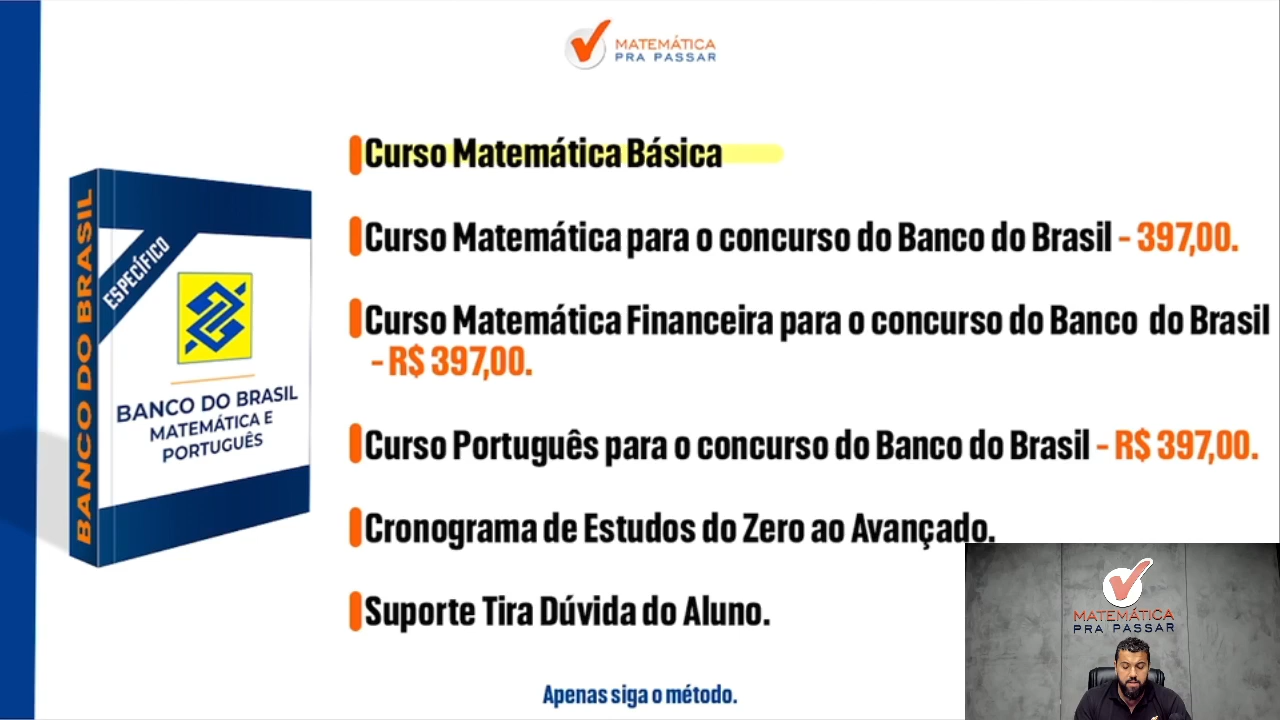 MATEMÁTICA
PRA PASSAR
Curso Matemática Básica
Curso Matemática para o concurso do Banco do Brasil - 397,00.
Curso Matemática Financeira para o concurso do Banco do Brasil
- R$ 397,00.
Curso Português para o concurso do Banco do Brasil - R$ 397,00.
Cronograma de Estudos do Zero ao Avançado.
Suporte Tira Dúvida do Aluno.
Apenas siga o método.
BANCO DO BRASIL
ESPECÍFICO
BANCO DO BRASIL
MATEMÁTICA E
PORTUGUÊS
MATEMÁTICA
PRA PASSAR